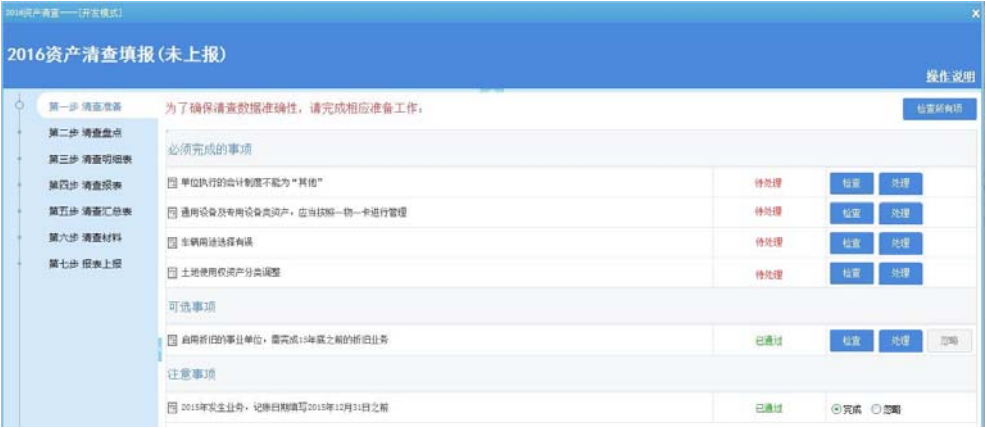 2016资产清查——[开发模式]
x
2016资产清查填报(未上报)
操作说明
第一步 清查准备
第二步 清查盘点
第三步 清查明细表
第四步 清查报表
第五步 清查汇总表
第六步 清查材料
第七步 报表上报
为了确保清查数据准确性，请完成相应准备工作：
检查所有项
必须完成的事项
单位执行的会计制度不能为“其他” 待处理 检查 处理
通用设备及专用设备类资产，应当按照一物一卡进行管理 待处理 检查 处理
车辆用途选择有误 待处理 检查 处理
土地使用权资产分类调整 待处理 检查 处理
可选事项
启用折旧的事业单位，需完成15年底之前的折旧业务 已通过 检查 处理 忽略
注意事项
2015年发生业务，记账日期填写2015年12月31日之前 已通过 完成 忽略